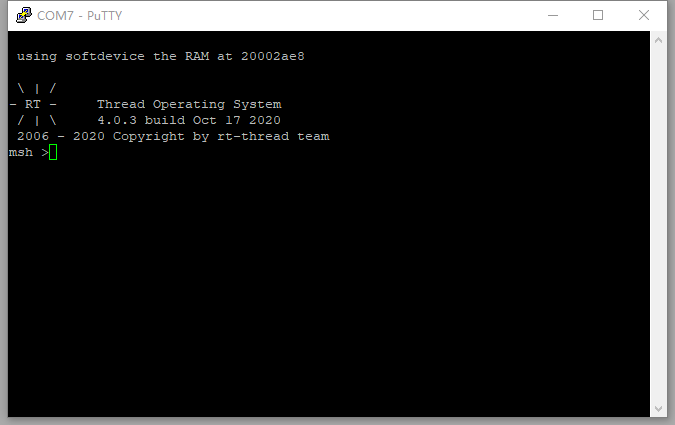 COM7 - PuTTY
using softdevice the RAM at 20002ae8
\ | /
- RT -     Thread Operating System
/ | \     4.0.3 build Oct 17 2020
2006 - 2020 Copyright by rt-thread team
msh >